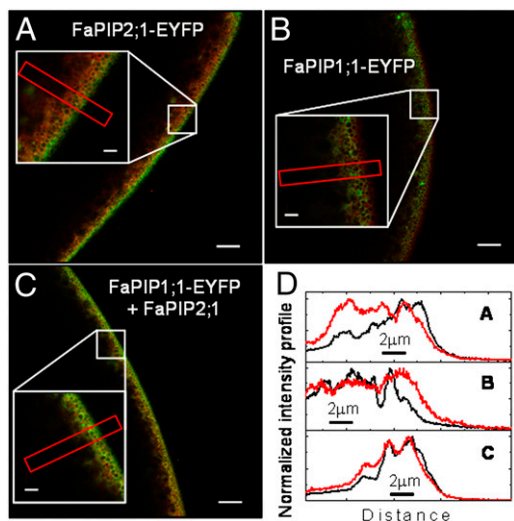 A
FaPIP2;1-EYFP
B
FaPIP1;1-EYFP
C
FaPIP1;1-EYFP
+ FaPIP2;1
D
Normalized intensity profile
A
2μm
B
2μm
C
2μm
Distance